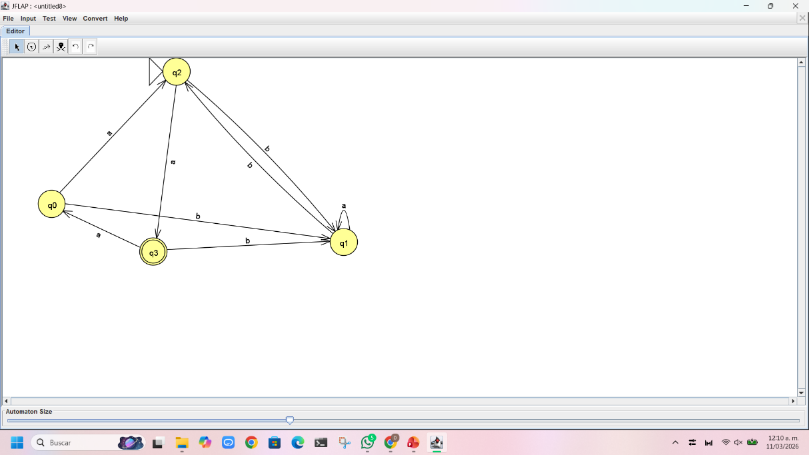 JFLAP : <untitled8>
File Input Test View Convert Help
Editor
q2
a
b
b
a
q0
a
b
a
b
q3
q1
Automaton Size
Buscar
12:10 a. m.
11/03/2026